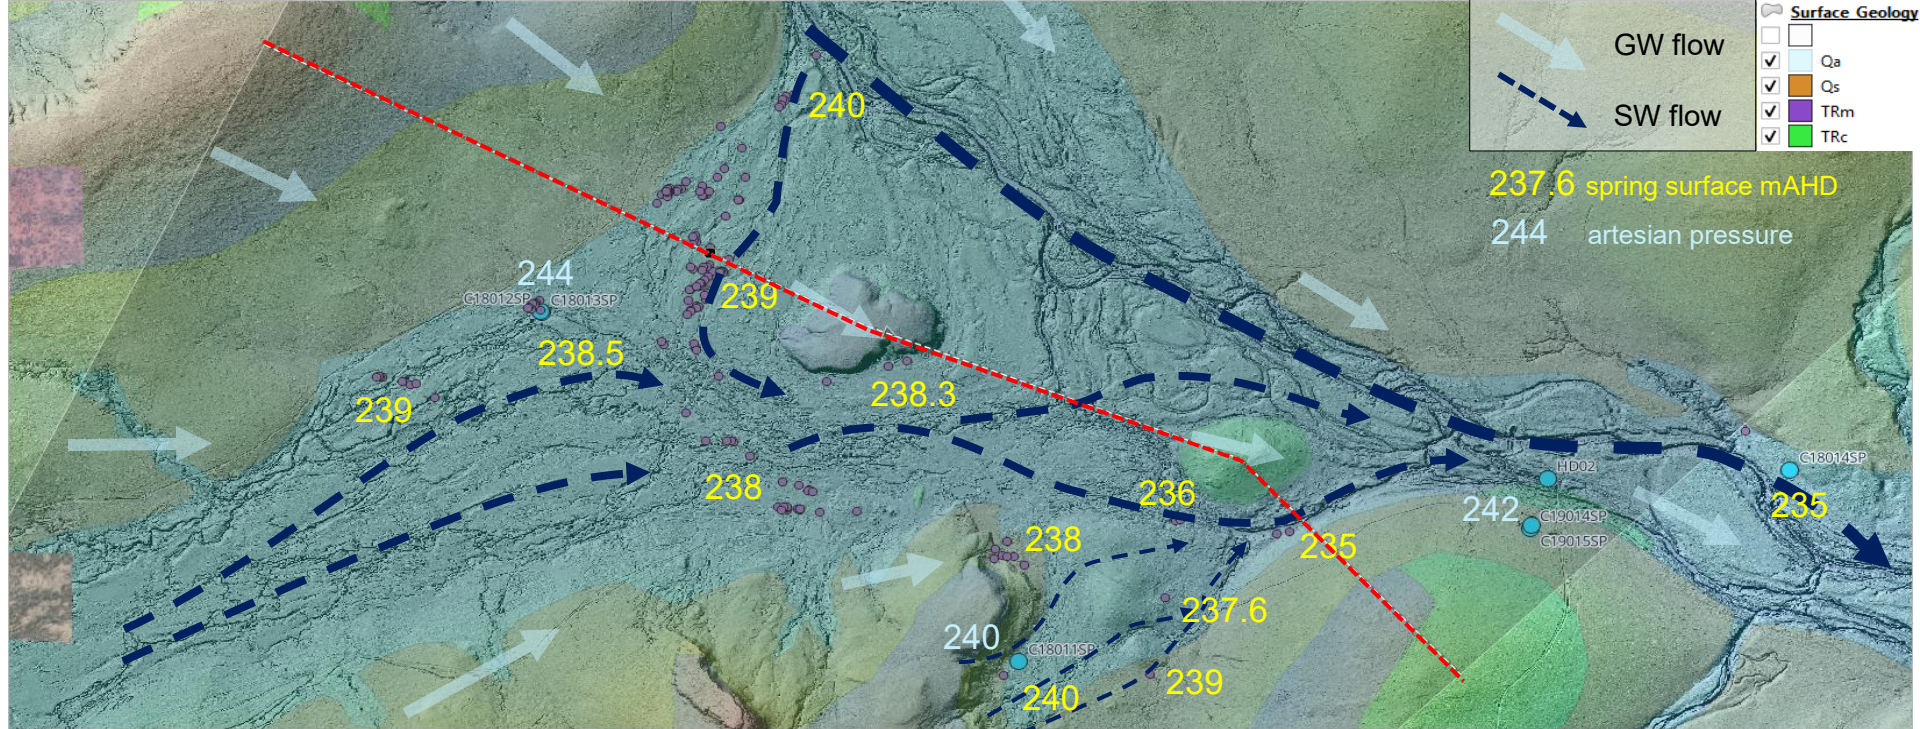 Surface Geology
GW flow
Qa
Qs
SW flow
TRm
TRc
240
237.6 spring surface mAHD
244 artesian pressure
244
C18012SP
C18013SP
239
238.5
239
238.3
C18014SP
HD02
238
236
242
235
C19014SP
C19015SP
238
235
237.6
240
C18011SP
240
239